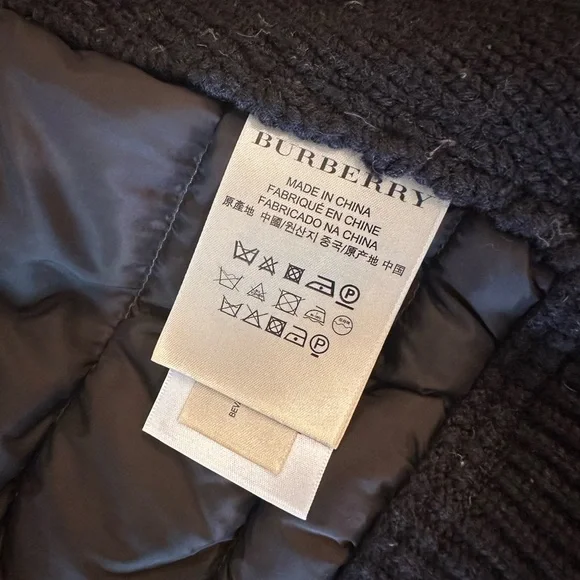 BURBERRY
MADE IN CHINA
FABRIQUÉ EN CHINE
FABRICADO NA CHINA
原產地 中國/원산지 중국/原产地 中国
P
P